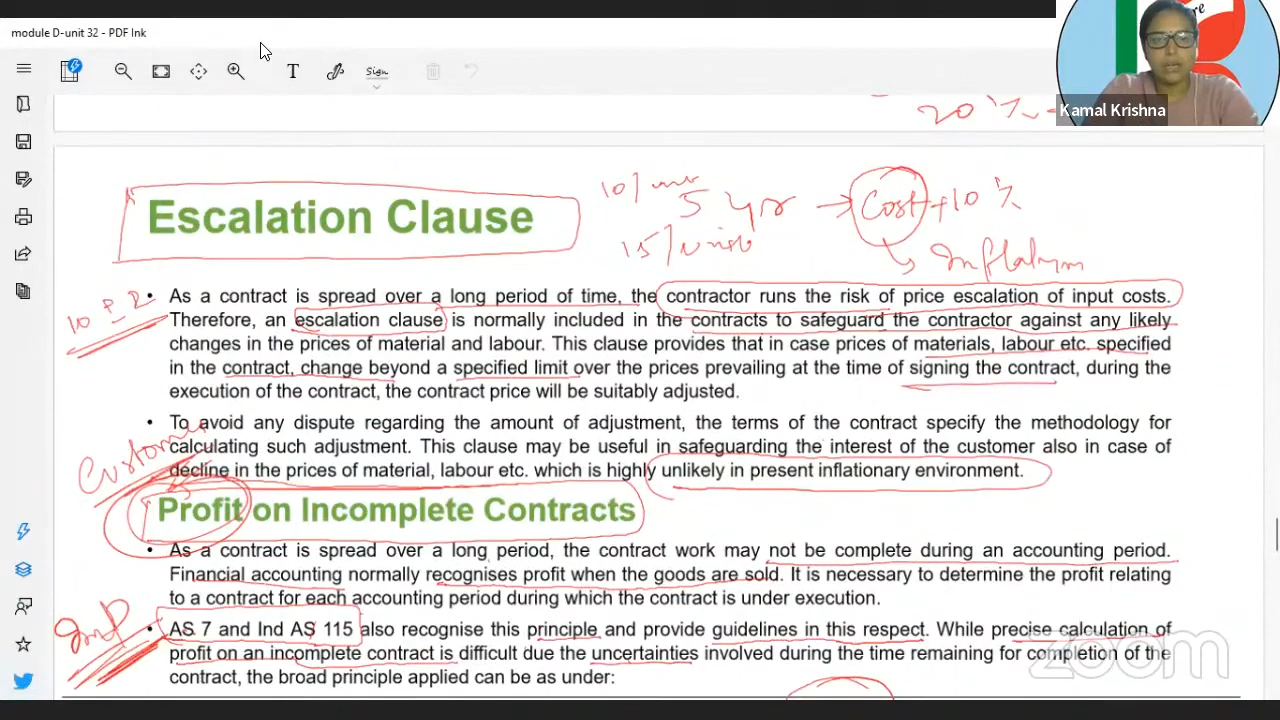 module D-unit 32 - PDF Ink
Sign
Kamal Krishna
20 %
Escalation Clause
10/unit
5 yr → Cost + 10 %
15/unit
Inflation
10 ± 2
• As a contract is spread over a long period of time, the contractor runs the risk of price escalation of input costs.
Therefore, an escalation clause is normally included in the contracts to safeguard the contractor against any likely
changes in the prices of material and labour. This clause provides that in case prices of materials, labour etc. specified
in the contract, change beyond a specified limit over the prices prevailing at the time of signing the contract, during the
execution of the contract, the contract price will be suitably adjusted.
• To avoid any dispute regarding the amount of adjustment, the terms of the contract specify the methodology for
calculating such adjustment. This clause may be useful in safeguarding the interest of the customer also in case of
decline in the prices of material, labour etc. which is highly unlikely in present inflationary environment.
Customer
Profit on Incomplete Contracts
• As a contract is spread over a long period, the contract work may not be complete during an accounting period.
Financial accounting normally recognises profit when the goods are sold. It is necessary to determine the profit relating
to a contract for each accounting period during which the contract is under execution.
Imp
• AS 7 and Ind AS 115 also recognise this principle and provide guidelines in this respect. While precise calculation of
profit on an incomplete contract is difficult due the uncertainties involved during the time remaining for completion of the
contract, the broad principle applied can be as under:
zoom